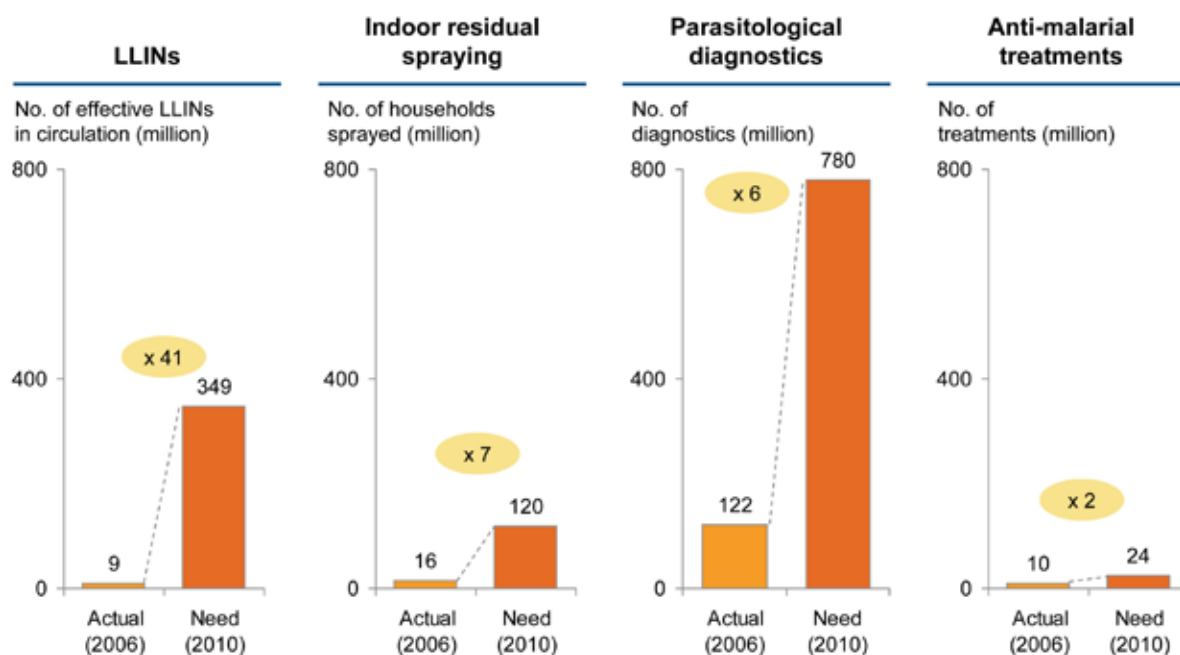 LLINs
No. of effective LLINs
in circulation (million)
800
400
0
x 41
9
349
Actual
(2006)
Need
(2010)
Indoor residual
spraying
No. of households
sprayed (million)
800
400
0
x 7
16
120
Actual
(2006)
Need
(2010)
Parasitological
diagnostics
No. of
diagnostics (million)
800
400
0
x 6
122
780
Actual
(2006)
Need
(2010)
Anti-malarial
treatments
No. of
treatments (million)
800
400
0
x 2
10
24
Actual
(2006)
Need
(2010)